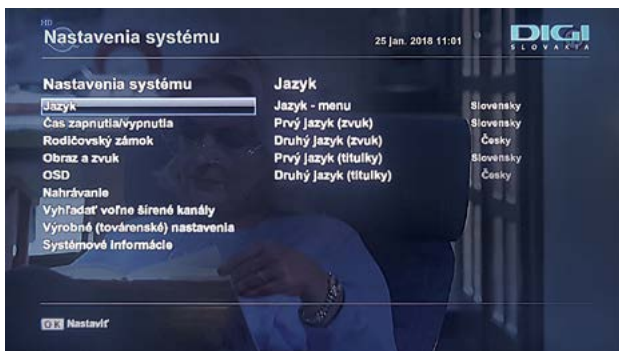 HD
Nastavenia systému
25 jan. 2018 11:01
DIGI
SLOVAKIA
Nastavenia systému
Jazyk
Čas zapnutia/vypnutia
Rodičovský zámok
Obraz a zvuk
OSD
Nahrávanie
Vyhľadať voľne šírené kanály
Výrobné (továrenské) nastavenia
Systémové informácie
Jazyk
Jazyk - menu Slovensky
Prvý jazyk (zvuk) Slovensky
Druhý jazyk (zvuk) Česky
Prvý jazyk (titulky) Slovensky
Druhý jazyk (titulky) Česky
OK Nastaviť